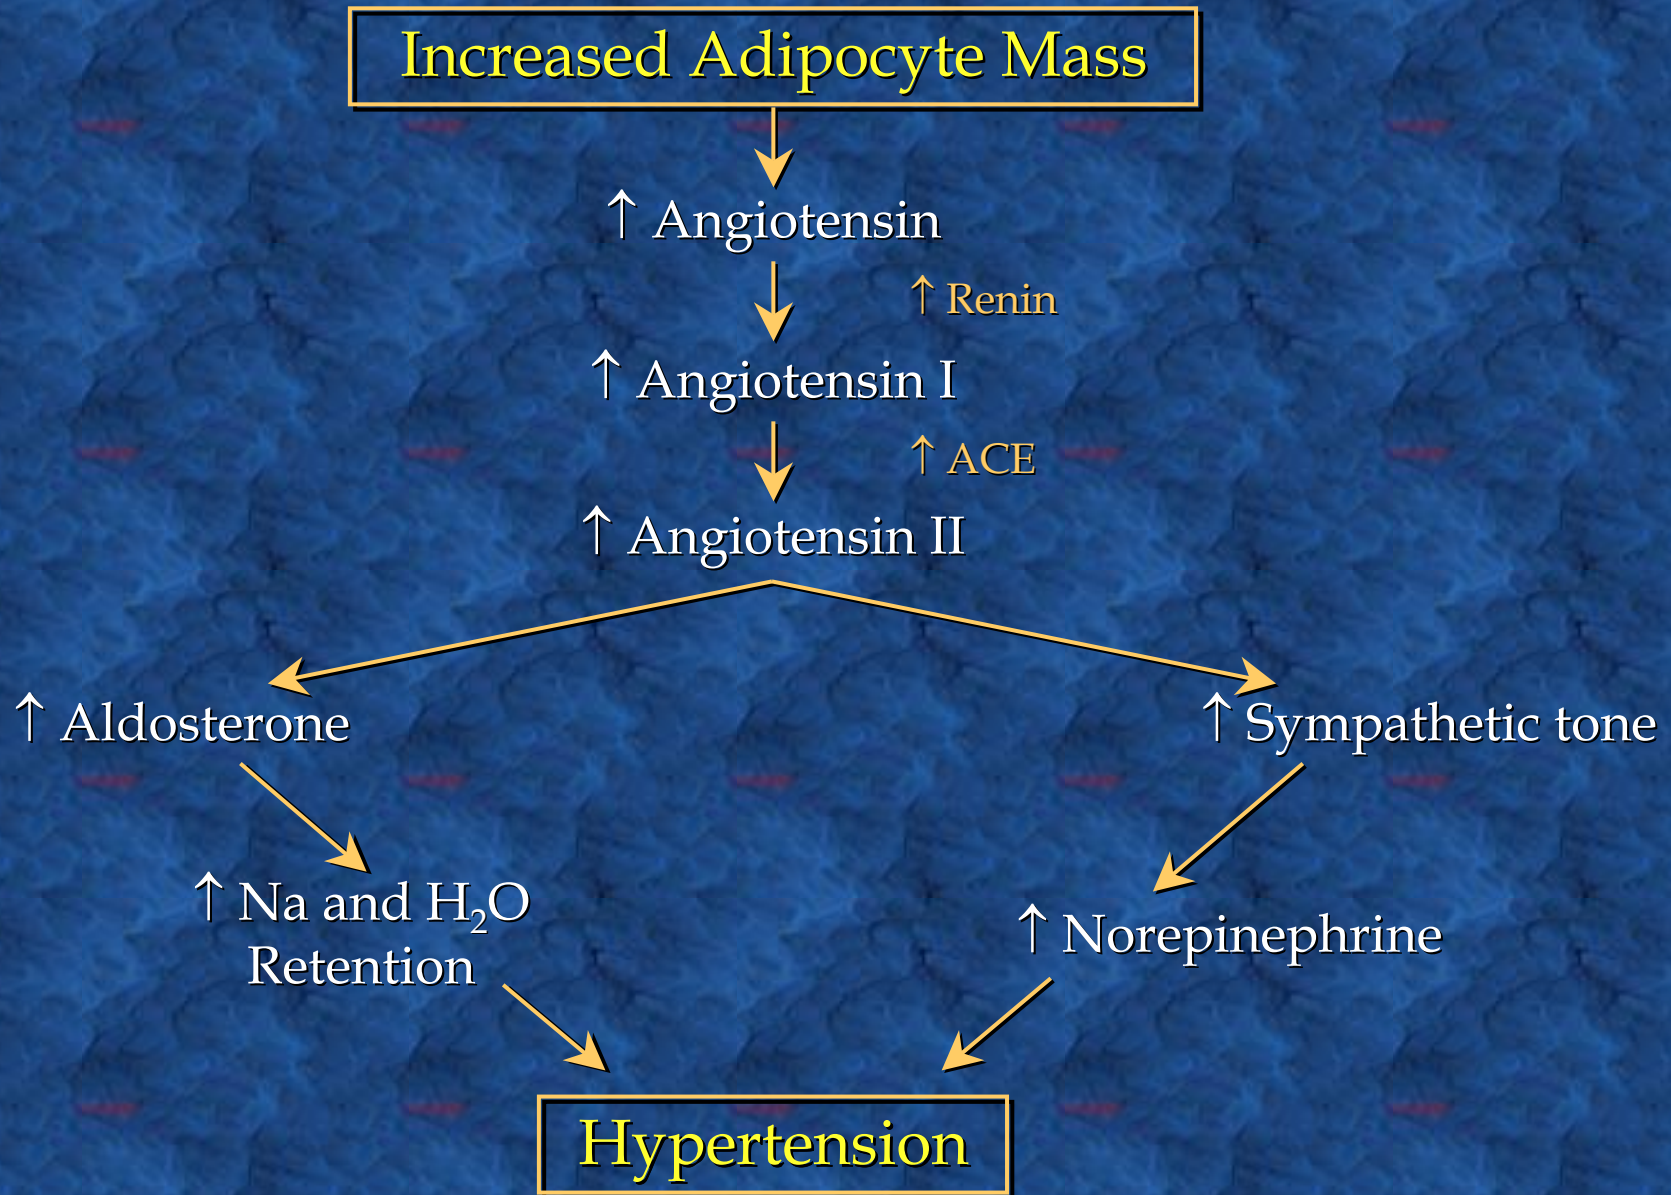 Increased Adipocyte Mass
↑ Angiotensin
↑ Renin
↑ Angiotensin I
↑ ACE
↑ Angiotensin II
↑ Aldosterone
↑ Sympathetic tone
↑ Na and H₂O
Retention
↑ Norepinephrine
Hypertension